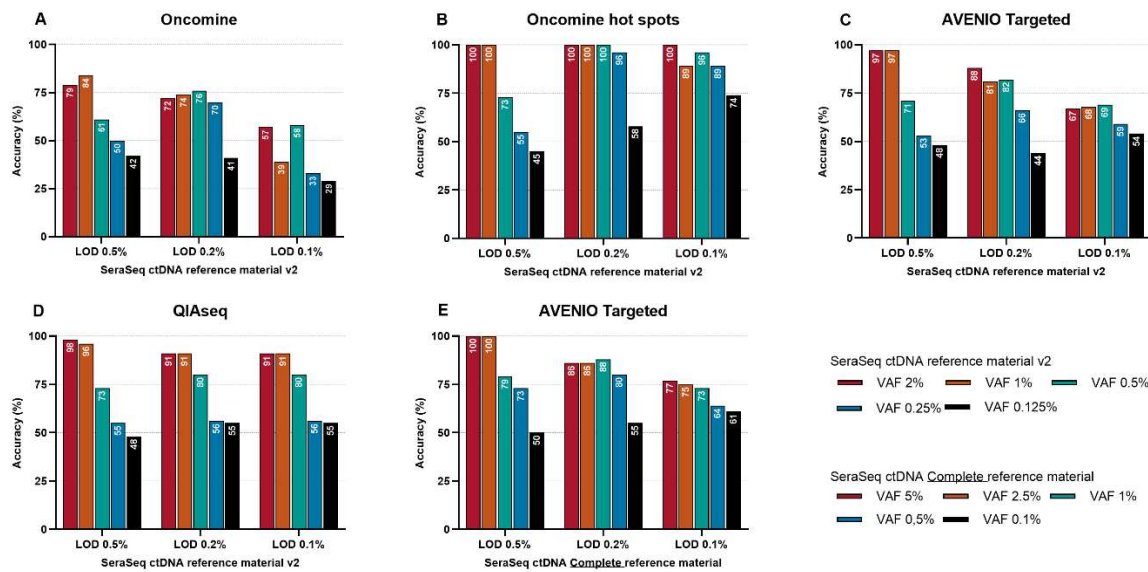 A Oncomine
Accuracy (%)
100
75
50
25
0
79 84 61 50 42
72 74 76 70 41
57 39 58 33 29
LOD 0.5% LOD 0.2% LOD 0.1%
SeraSeq ctDNA reference material v2
B Oncomine hot spots
Accuracy (%)
100
75
50
25
0
100 100 73 55 45
100 100 100 96 58
100 89 96 89 74
LOD 0.5% LOD 0.2% LOD 0.1%
SeraSeq ctDNA reference material v2
C AVENIO Targeted
Accuracy (%)
100
75
50
25
0
97 97 71 53 48
88 81 82 66 44
67 68 69 59 54
LOD 0.5% LOD 0.2% LOD 0.1%
SeraSeq ctDNA reference material v2
D QIAseq
Accuracy (%)
100
75
50
25
0
98 96 73 55 48
91 91 80 56 55
91 91 80 56 55
LOD 0.5% LOD 0.2% LOD 0.1%
SeraSeq ctDNA reference material v2
E AVENIO Targeted
Accuracy (%)
100
75
50
25
0
100 100 79 73 50
86 86 88 80 55
77 75 73 64 61
LOD 0.5% LOD 0.2% LOD 0.1%
SeraSeq ctDNA Complete reference material
SeraSeq ctDNA reference material v2
VAF 2% VAF 1% VAF 0.5%
VAF 0.25% VAF 0.125%
SeraSeq ctDNA Complete reference material
VAF 5% VAF 2.5% VAF 1%
VAF 0,5% VAF 0.1%